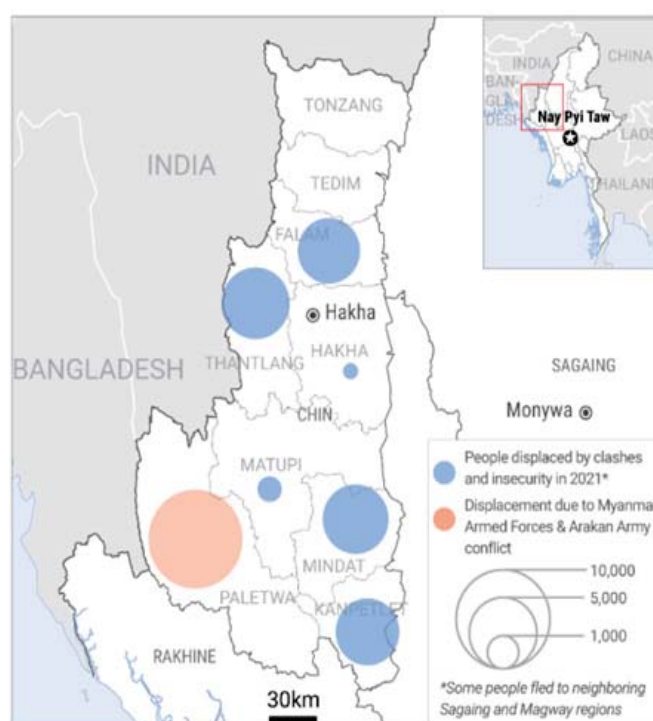 TONZANG
INDIA
TEDIM
FALAM
Hakha
THANTLANG
HAKHA
BANGLADESH
CHIN
MATUPI
MINDAT
PALETWA
KANPETLET
RAKHINE
30km
SAGAING
Monywa
INDIA
CHINA
BAN-
GLA
DESH
Nay Pyi Taw
LAOS
THAILAND
People displaced by clashes
and insecurity in 2021*
Displacement due to Myanma
Armed Forces & Arakan Army
conflict
10,000
5,000
1,000
*Some people fled to neighboring
Sagaing and Magway regions